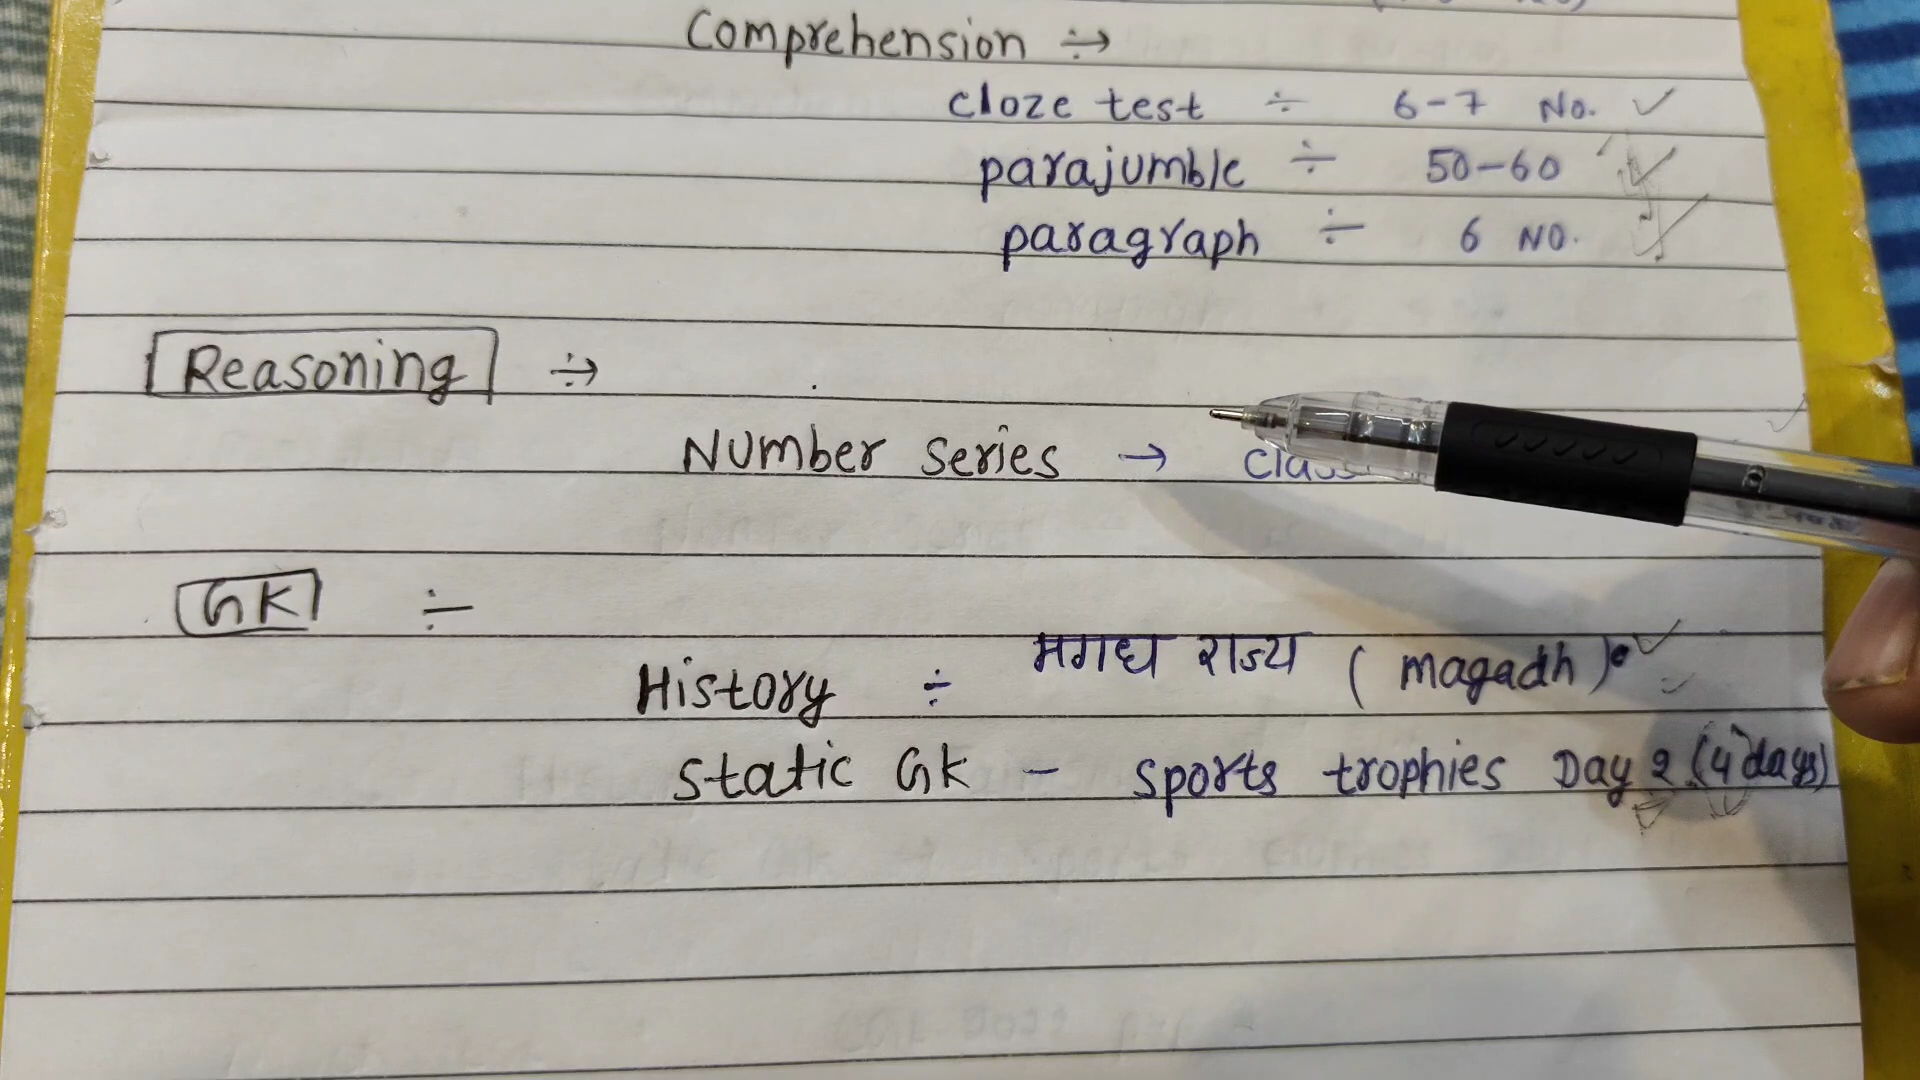 Comprehension ÷→
cloze test ÷ 6-7 No. ✓
parajumble ÷ 50-60 ✓
paragraph ÷ 6 No. ✓
Reasoning ÷→
Number Series →
GK ÷
History ÷ मगध राज्य (magadh) ✓
Static GK - sports trophies Day 2 (4 days)